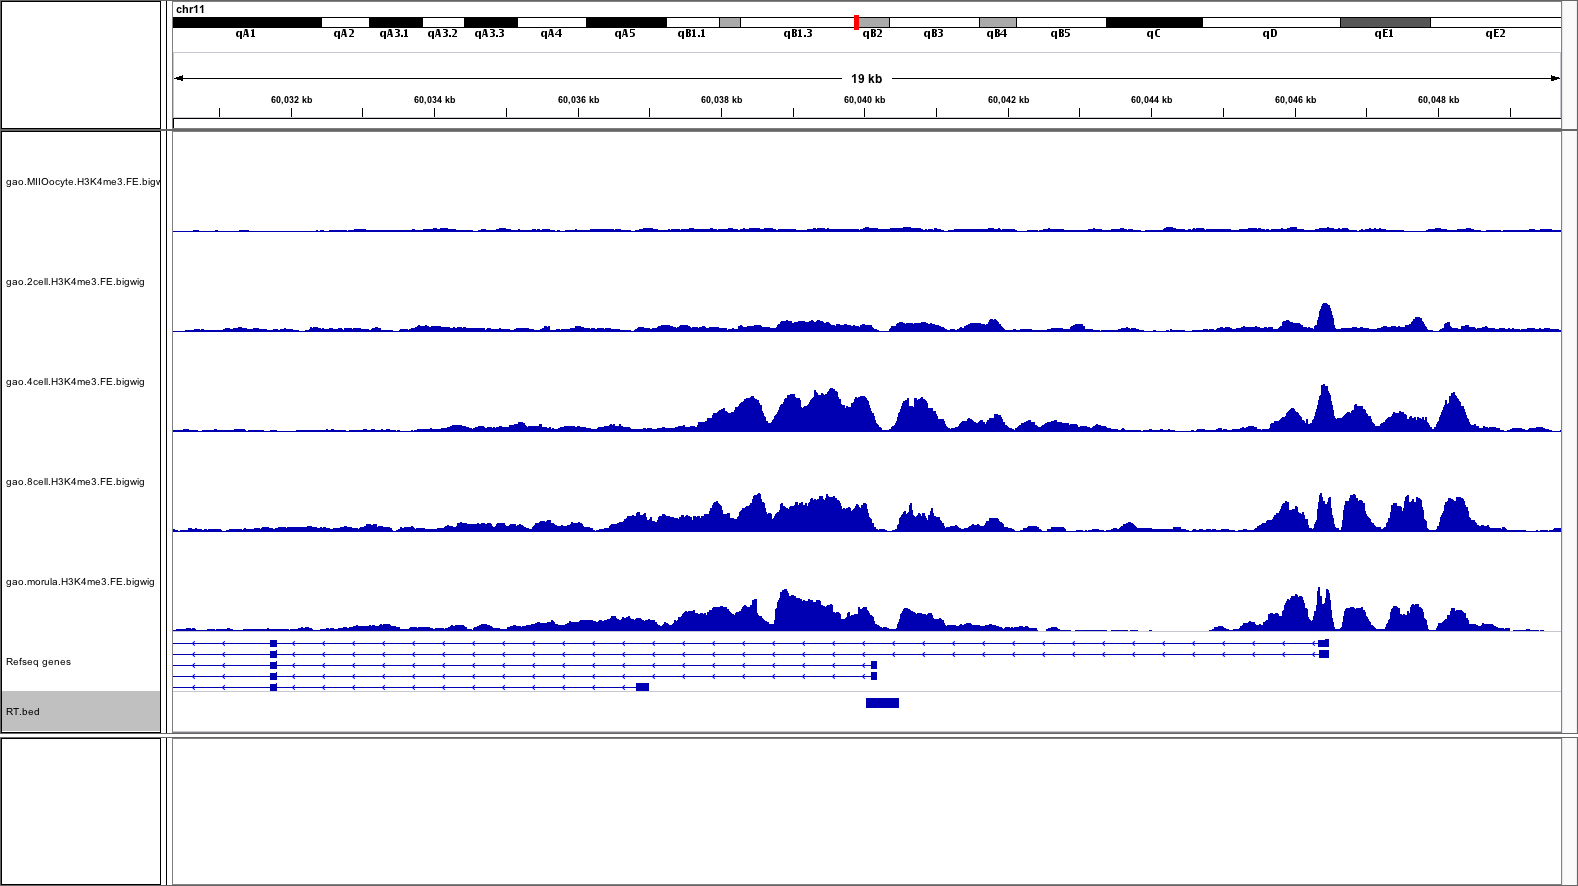 chr11
qA1 qA2 qA3.1 qA3.2 qA3.3 qA4 qA5 qB1.1 qB1.3 qB2 qB3 qB4 qB5 qC qD qE1 qE2
19 kb
60,032 kb 60,034 kb 60,036 kb 60,038 kb 60,040 kb 60,042 kb 60,044 kb 60,046 kb 60,048 kb
gao.MIIOocyte.H3K4me3.FE.bigw
gao.2cell.H3K4me3.FE.bigwig
gao.4cell.H3K4me3.FE.bigwig
gao.8cell.H3K4me3.FE.bigwig
gao.morula.H3K4me3.FE.bigwig
Refseq genes
RT.bed